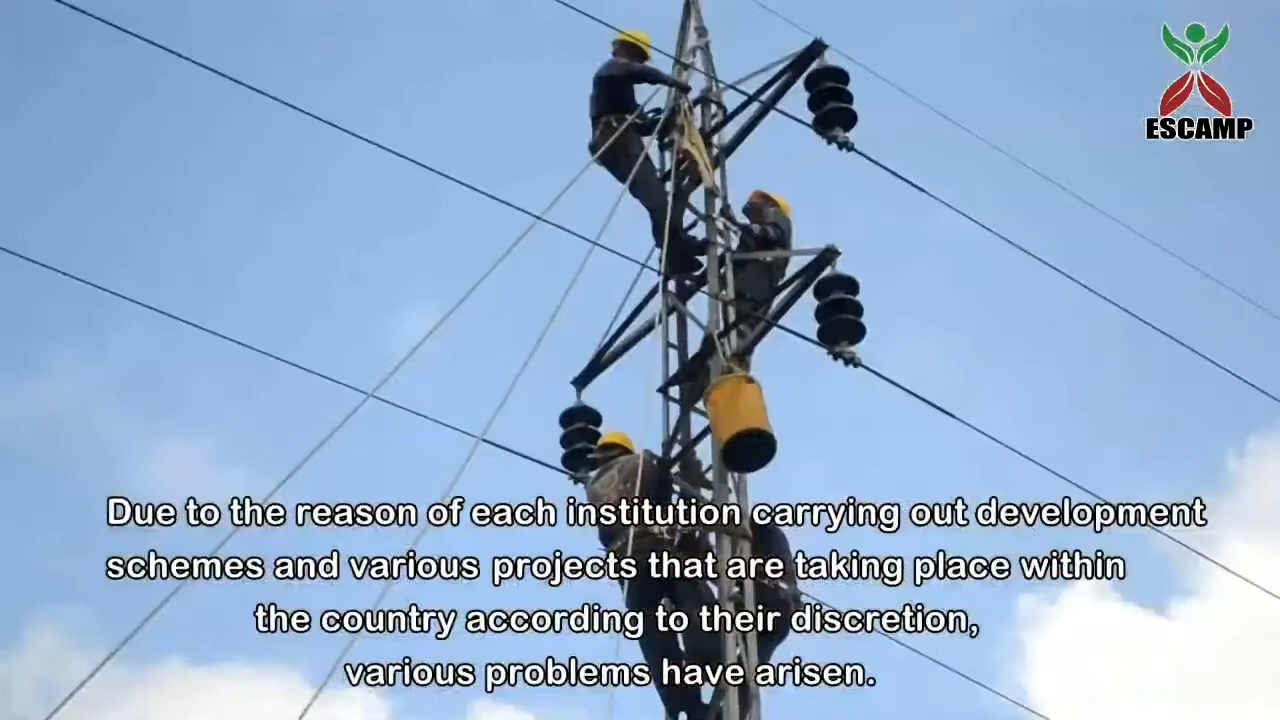 ESCAMP
Due to the reason of each institution carrying out development
schemes and various projects that are taking place within
the country according to their discretion,
various problems have arisen.